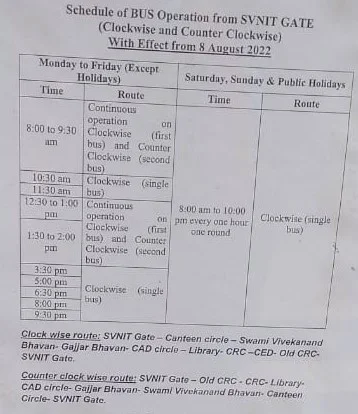 Schedule of BUS Operation from SVNIT GATE
(Clockwise and Counter Clockwise)
With Effect from 8 August 2022
Monday to Friday (Except
Holidays)
Saturday, Sunday & Public Holidays
Time
Route
Time
Route
8:00 to 9:30
am
Continuous
operation on
Clockwise (first
bus) and Counter
Clockwise (second
bus)
10:30 am
11:30 am
Clockwise (single
bus)
12:30 to 1:00
pm
1:30 to 2:00
pm
Continuous
operation on
Clockwise (first
bus) and Counter
Clockwise (second
bus)
3:30 pm
5:00 pm
6:30 pm
8:00 pm
9:30 pm
Clockwise (single
bus)
8:00 am to 10:00
pm every one hour
one round
Clockwise (single
bus)
Clock wise route: SVNIT Gate – Canteen circle – Swami Vivekanand
Bhavan- Gajjar Bhavan- CAD circle – Library- CRC –CED- Old CRC-
SVNIT Gate.
Counter clock wise route: SVNIT Gate – Old CRC - CRC- Library-
CAD circle- Gajjar Bhavan- Swami Vivekanand Bhavan- Canteen
Circle- SVNIT Gate.